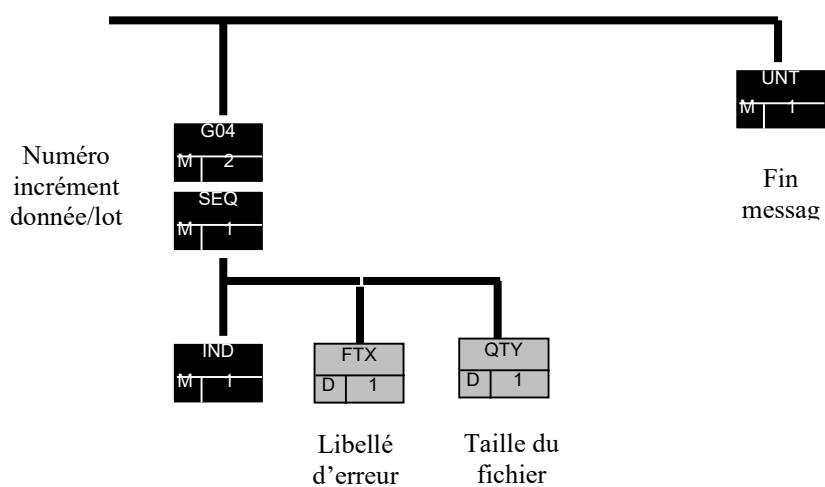 UNT
M 1
G04
M 2
SEQ
M 1
Numéro
incrément
donnée/lot
Fin
messag
IND
M 1
FTX
D 1
QTY
D 1
Libellé
d’erreur
Taille du
fichier